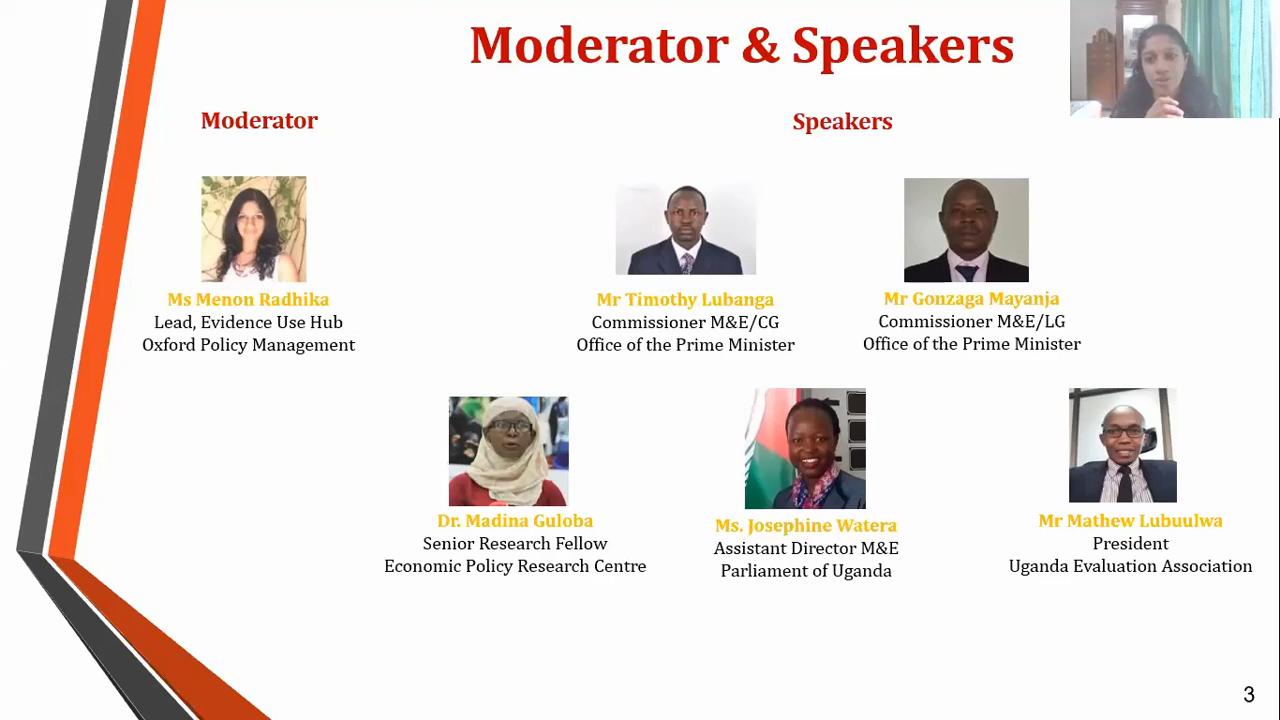 Moderator & Speakers
Moderator
Speakers
Ms Menon Radhika
Lead, Evidence Use Hub
Oxford Policy Management
Mr Timothy Lubanga
Commissioner M&E/CG
Office of the Prime Minister
Mr Gonzaga Mayanja
Commissioner M&E/LG
Office of the Prime Minister
Dr. Madina Guloba
Senior Research Fellow
Economic Policy Research Centre
Ms. Josephine Watera
Assistant Director M&E
Parliament of Uganda
Mr Mathew Lubuulwa
President
Uganda Evaluation Association
3